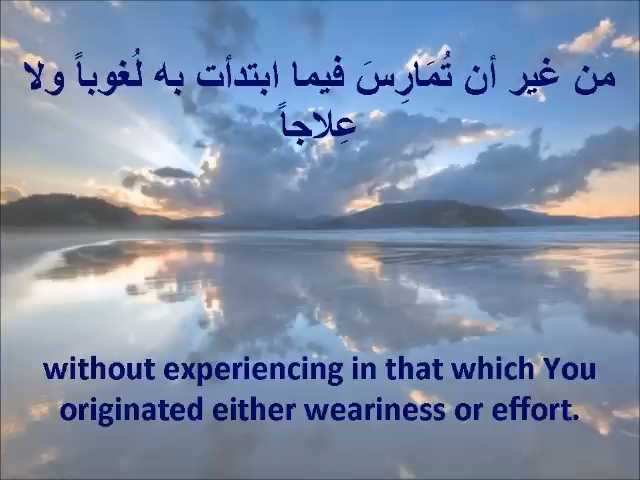 من غير أن تُمَارِسَ فيما ابتدأت به لُغوباً ولا
عِلاجاً
without experiencing in that which You
originated either weariness or effort.